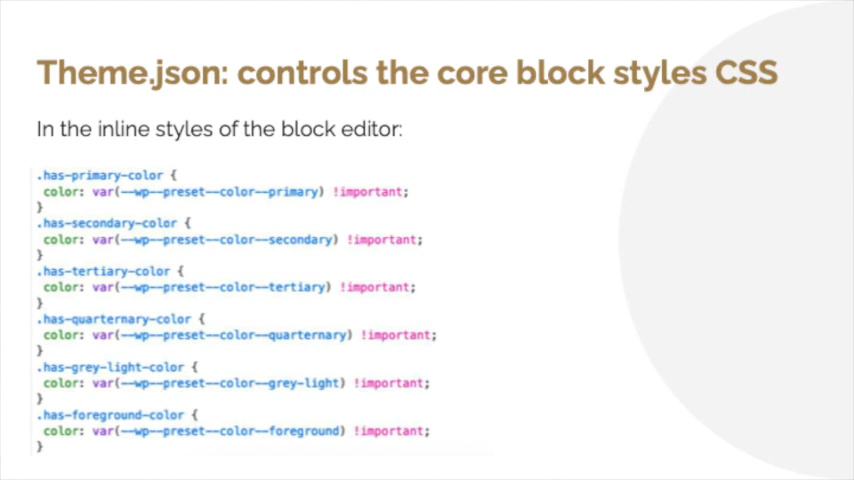 Theme.json: controls the core block styles CSS
In the inline styles of the block editor:
.has-primary-color {
color: var(--wp--preset--color--primary) !important;
}
.has-secondary-color {
color: var(--wp--preset--color--secondary) !important;
}
.has-tertiary-color {
color: var(--wp--preset--color--tertiary) !important;
}
.has-quarternary-color {
color: var(--wp--preset--color--quarternary) !important;
}
.has-grey-light-color {
color: var(--wp--preset--color--grey-light) !important;
}
.has-foreground-color {
color: var(--wp--preset--color--foreground) !important;
}